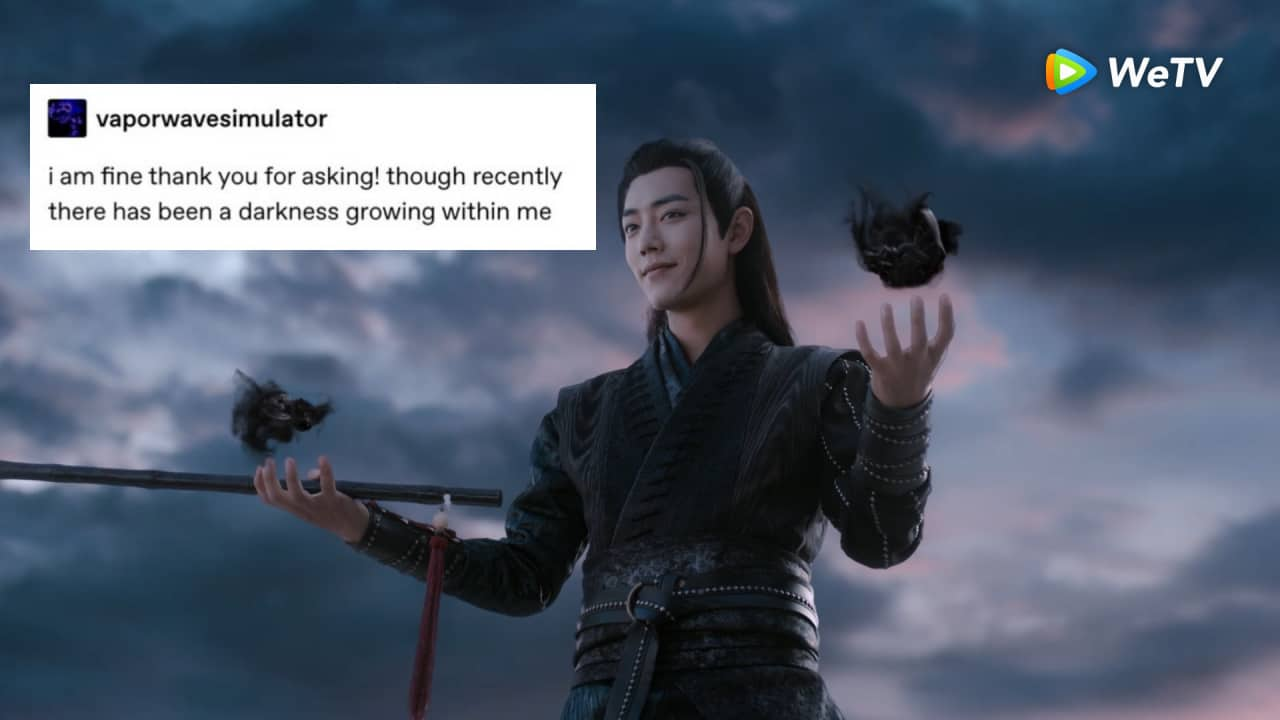 vaporwavesimulator
i am fine thank you for asking! though recently
there has been a darkness growing within me
WeTV